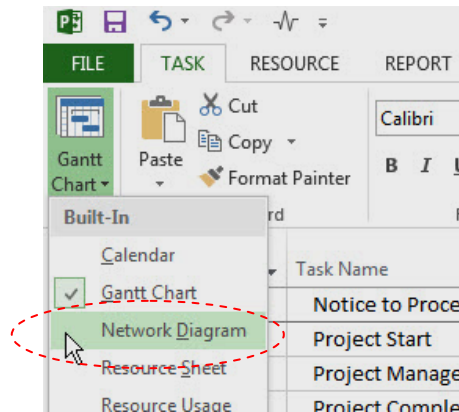 FILE TASK RESOURCE REPORT
Cut
Copy
Format Painter
Gantt
Chart
Paste
Calibri
B I U
Built-In
Calendar
Gantt Chart
Network Diagram
Resource Sheet
Resource Usage
Task Name
Notice to Proce
Project Start
Project Manage
Project Comple